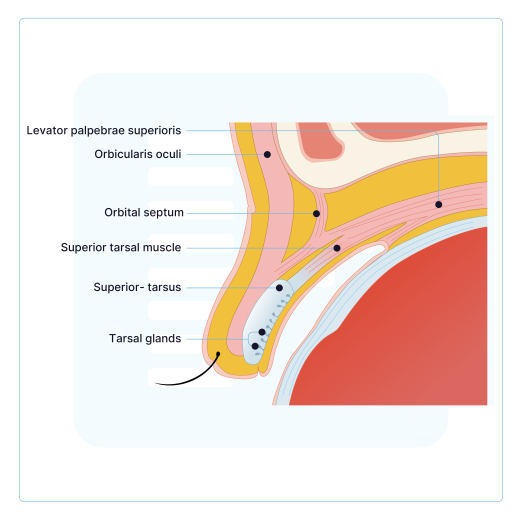 Levator palpebrae superioris
Orbicularis oculi
Orbital septum
Superior tarsal muscle
Superior- tarsus
Tarsal glands